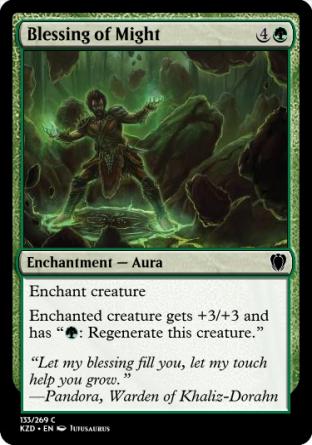 Blessing of Might 4
Enchantment — Aura
Enchant creature
Enchanted creature gets +3/+3 and
has “: Regenerate this creature.”
“Let my blessing fill you, let my touch
help you grow.”
—Pandora, Warden of Khaliz-Dorahn
133/269 C
KZD • EN JUFUSAURUS